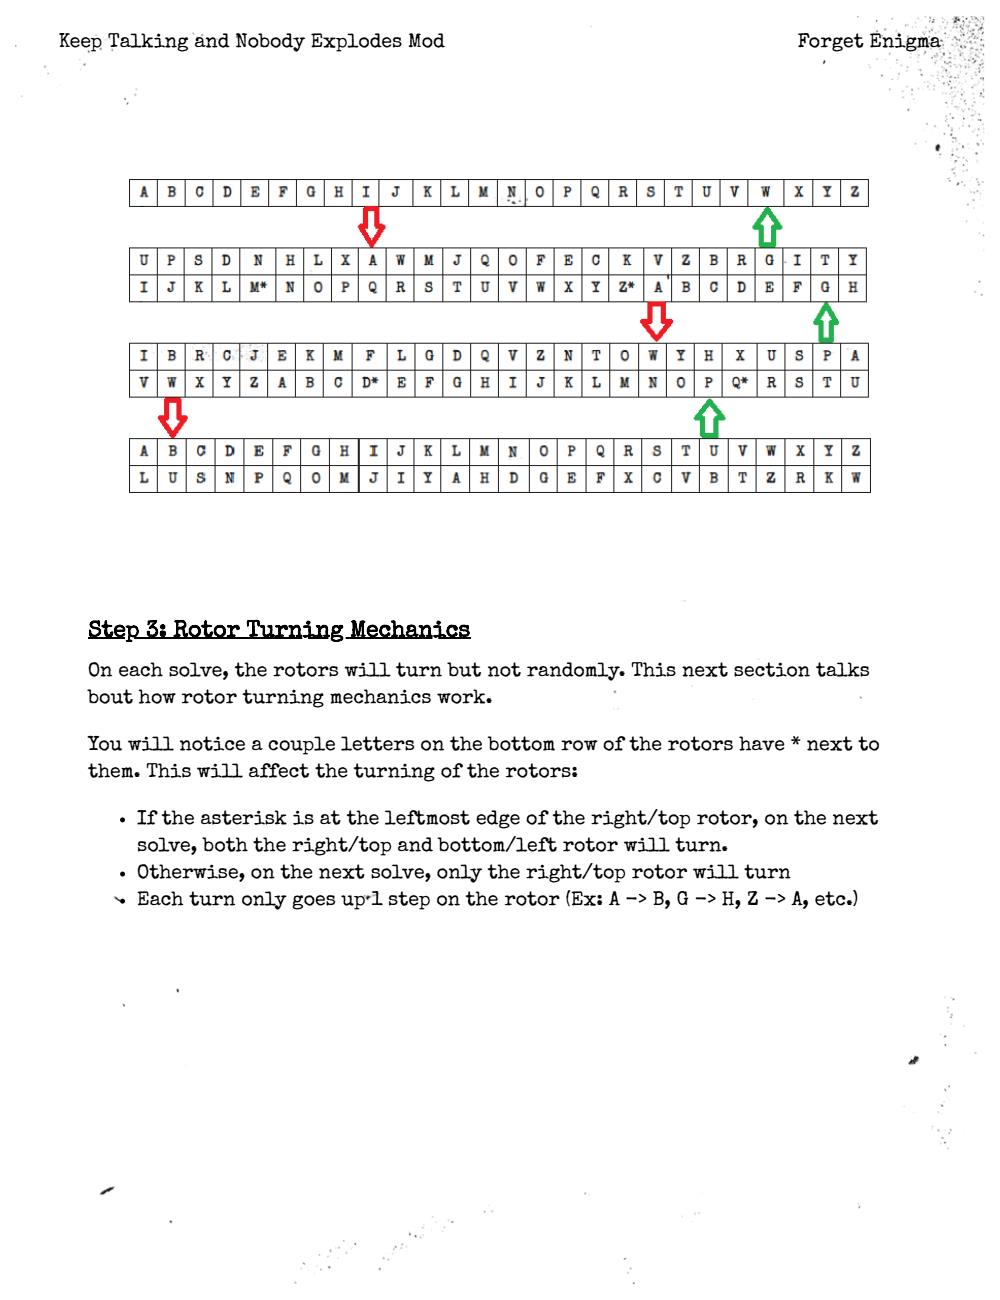 Keep Talking and Nobody Explodes Mod Forget Enigma
A B C D E F G H I J K L M N O P Q R S T U V W X Y Z
U P S D N H L X A W M J Q O F E C K V Z B R G I T Y
I J K L M* N O P Q R S T U V W X Y Z* A B C D E F G H
I B R C J E K M F L G D Q V Z N T O W Y H X U S P A
V W X Y Z A B C D* E F G H I J K L M N O P Q* R S T U
A B C D E F G H I J K L M N O P Q R S T U V W X Y Z
L U S N P Q O M J I Y A H D G E F X C V B T Z R K W
Step 3: Rotor Turning Mechanics
On each solve, the rotors will turn but not randomly. This next section talks
bout how rotor turning mechanics work.
You will notice a couple letters on the bottom row of the rotors have * next to
them. This will affect the turning of the rotors:
• If the asterisk is at the leftmost edge of the right/top rotor, on the next
solve, both the right/top and bottom/left rotor will turn.
• Otherwise, on the next solve, only the right/top rotor will turn
• Each turn only goes up 1 step on the rotor (Ex: A -> B, G -> H, Z -> A, etc.)